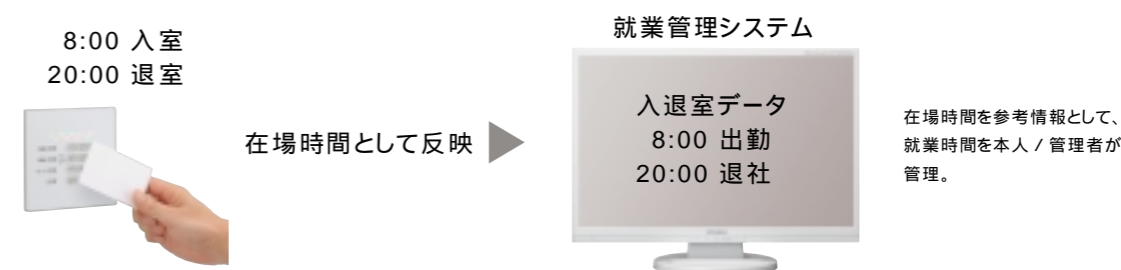 8:00 入室
20:00 退室
在場時間として反映
就業管理システム
入退室データ
8:00 出勤
20:00 退社
在場時間を参考情報として、
就業時間を本人 / 管理者が
管理。